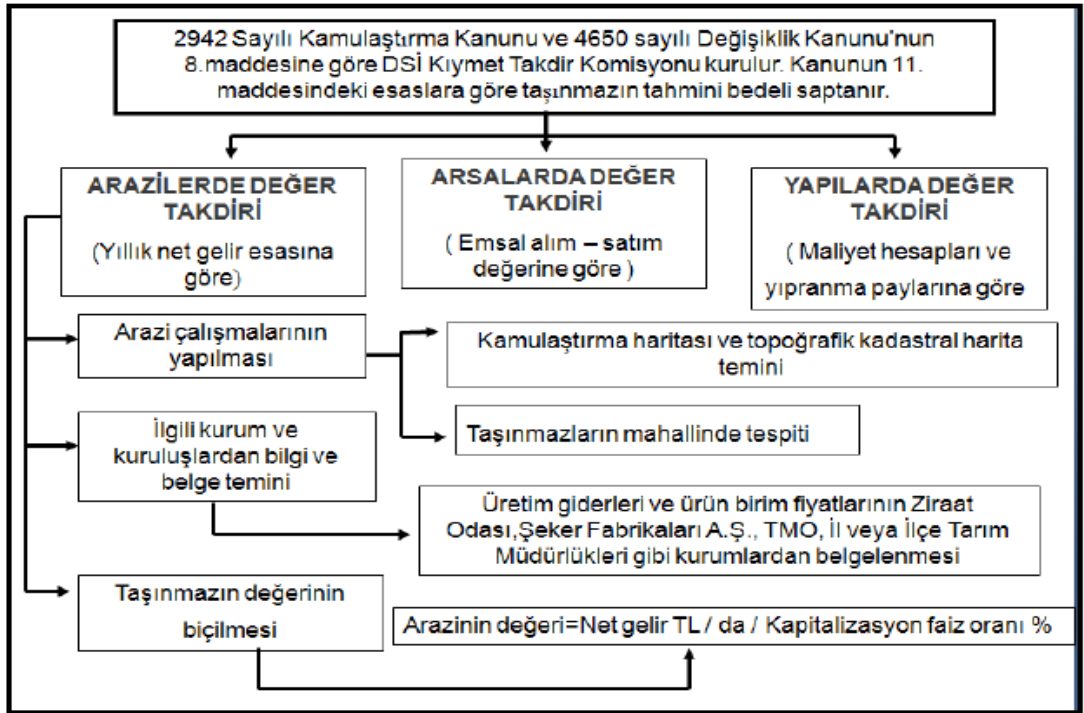 2942 Sayılı Kamulaştırma Kanunu ve 4650 sayılı Değişiklik Kanunu'nun
8.maddesine göre DSİ Kıymet Takdir Komisyonu kurulur. Kanunun 11.
maddesindeki esaslara göre taşınmazın tahmini bedeli saptanır.
ARAZİLERDE DEĞER
TAKDİRİ
(Yıllık net gelir esasına
göre)
ARSALARDA DEĞER
TAKDİRİ
( Emsal alım – satım
değerine göre )
YAPILARDA DEĞER
TAKDİRİ
( Maliyet hesapları ve
yıpranma paylarına göre
Arazi çalışmalarının
yapılması
Kamulaştırma haritası ve topoğrafik kadastral harita
temini
Taşınmazların mahallinde tespiti
İlgili kurum ve
kuruluşlardan bilgi ve
belge temini
Üretim giderleri ve ürün birim fiyatlarının Ziraat
Odası,Şeker Fabrikaları A.Ş., TMO, İl veya İlçe Tarım
Müdürlükleri gibi kurumlardan belgelenmesi
Taşınmazın değerinin
biçilmesi
Arazinin değeri=Net gelir TL / da / Kapitalizasyon faiz oranı %